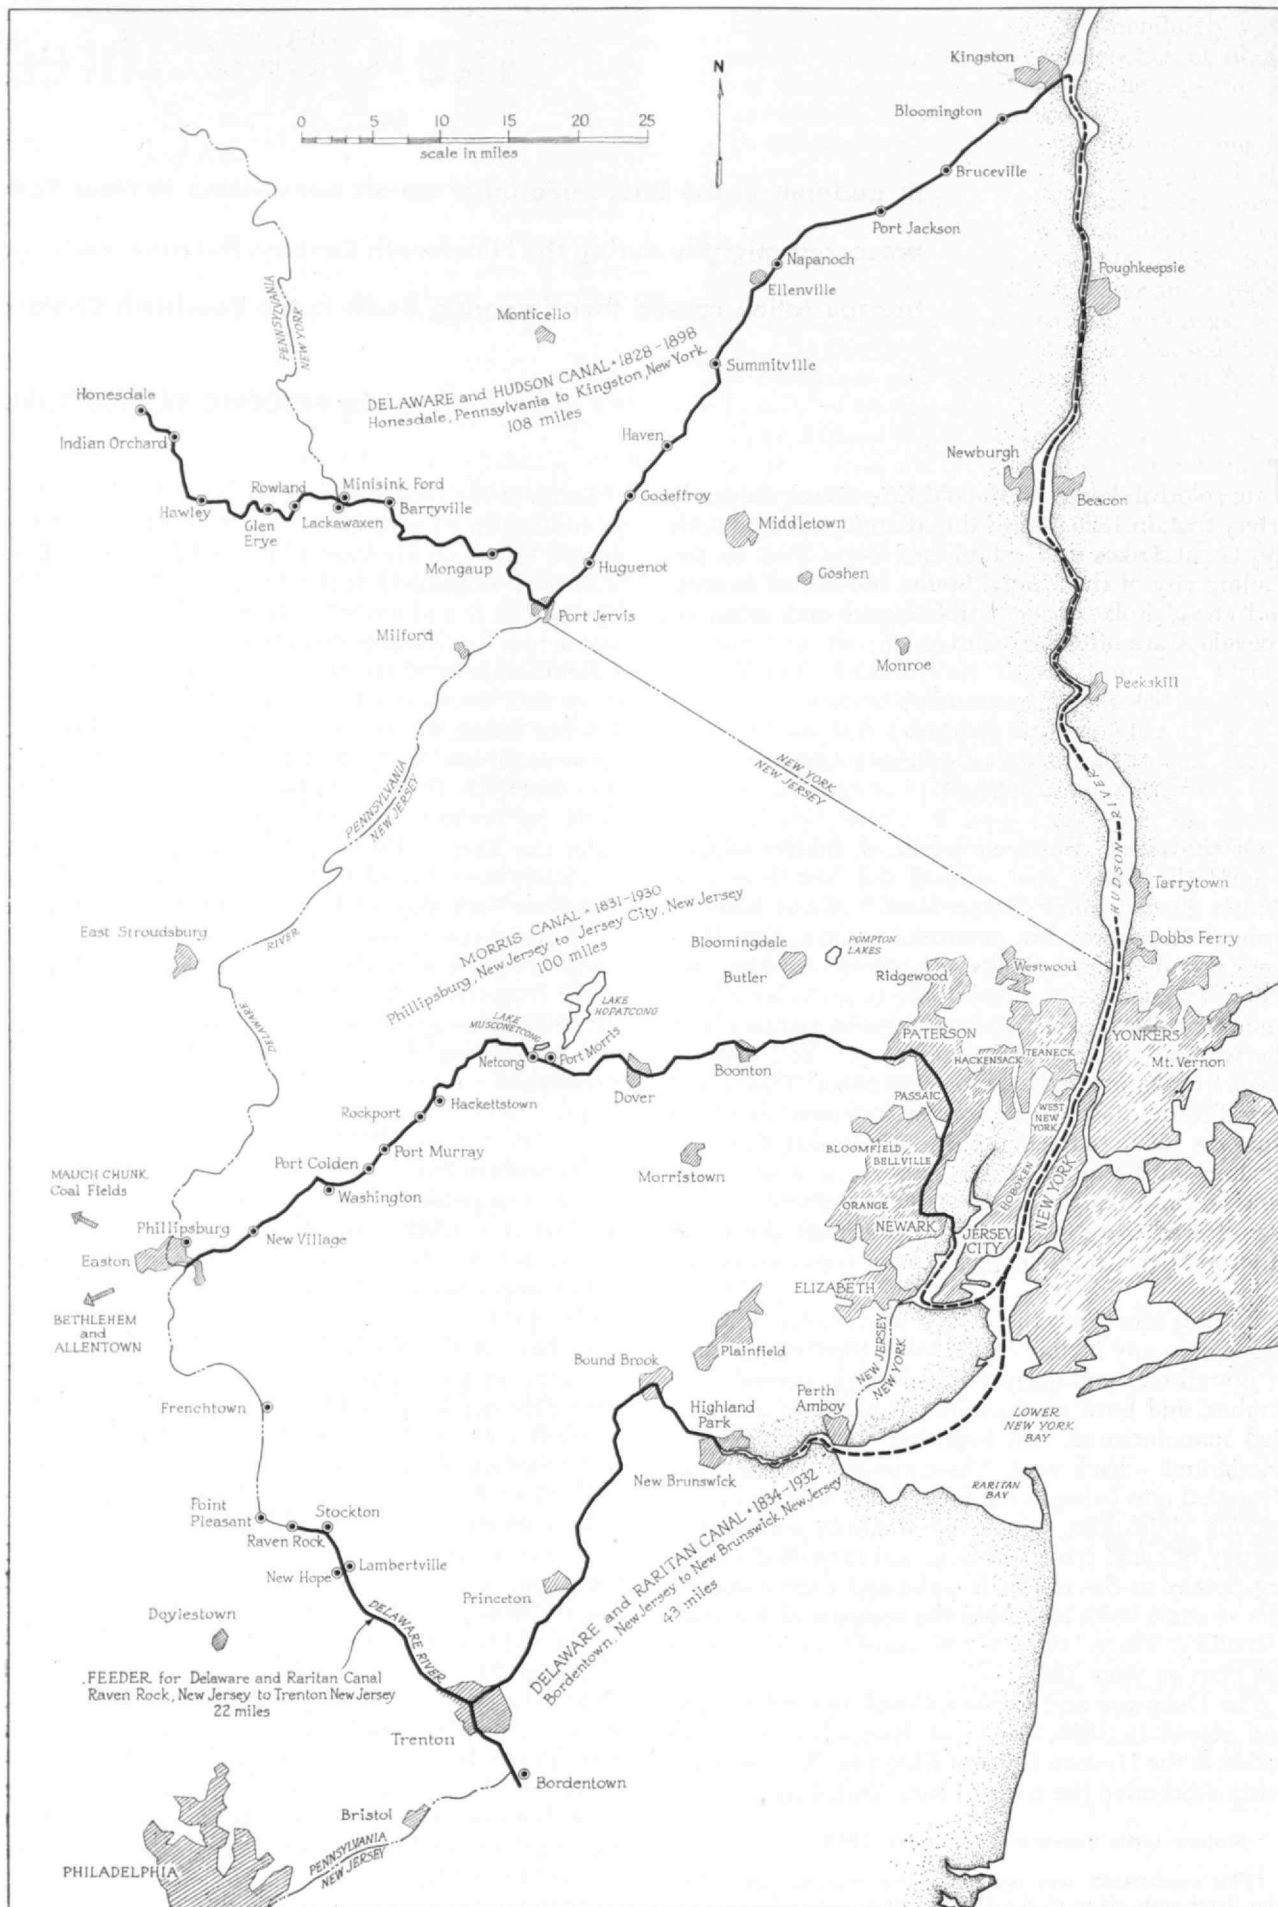 Kingston
N
0 5 10 15 20 25
scale in miles
Bloomington
Bruceville
Port Jackson
Napanoch
Ellenville
Poughkeepsie
PENNSYLVANIA
NEW YORK
Monticello
DELAWARE and HUDSON CANAL • 1828-1898
Honesdale, Pennsylvania to Kingston, New York
108 miles
Summitville
Honesdale
Indian Orchard
Haven
Newburgh
Beacon
Hawley
Rowland
Glen
Erye
Minisink Ford
Lackawaxen
Barryville
Godeffroy
Middletown
Mongaup
Huguenot
Goshen
Port Jervis
Milford
Monroe
Peekskill
NEW YORK
NEW JERSEY
PENNSYLVANIA
NEW JERSEY
HUDSON RIVER
Tarrytown
MORRIS CANAL • 1831-1930
Phillipsburg, New Jersey to Jersey City, New Jersey
100 miles
East Stroudsburg
RIVER
DELAWARE
Bloomingdale
Butler
POMPTON
LAKES
Ridgewood
Westwood
Dobbs Ferry
LAKE
HOPATCONG
LAKE
MUSCONETCONG
Netcong
Port Morris
PATERSON
HACKENSACK
TEANECK
YONKERS
Mt. Vernon
Dover
Boonton
Rockport
Hackettstown
PASSAIC
WEST
NEW
YORK
Port Murray
Port Colden
Washington
BLOOMFIELD
BELLVILLE
Morristown
HOBOKEN
NEW YORK
MAUCH CHUNK
Coal Fields
ORANGE
NEWARK
JERSEY
CITY
Phillipsburg
New Village
Easton
ELIZABETH
BETHLEHEM
and
ALLENTOWN
NEW JERSEY
NEW YORK
Plainfield
Bound Brook
Frenchtown
Highland
Park
Perth
Amboy
LOWER
NEW YORK
BAY
New Brunswick
RARITAN
BAY
Point
Pleasant
Stockton
Raven Rock
Lambertville
New Hope
DELAWARE and RARITAN CANAL • 1834-1932
Bordentown, New Jersey to New Brunswick, New Jersey
43 miles
Princeton
Doylestown
DELAWARE RIVER
FEEDER for Delaware and Raritan Canal
Raven Rock, New Jersey to Trenton New Jersey
22 miles
Trenton
Bordentown
Bristol
PENNSYLVANIA
NEW JERSEY
PHILADELPHIA